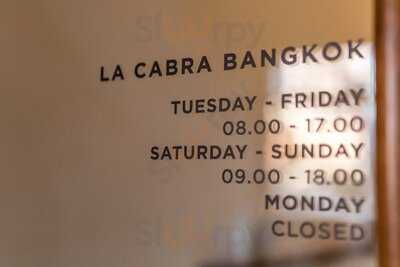 LA CABRA BANGKOK
TUESDAY - FRIDAY
08.00 - 17.00
SATURDAY - SUNDAY
09.00 - 18.00
MONDAY
CLOSED